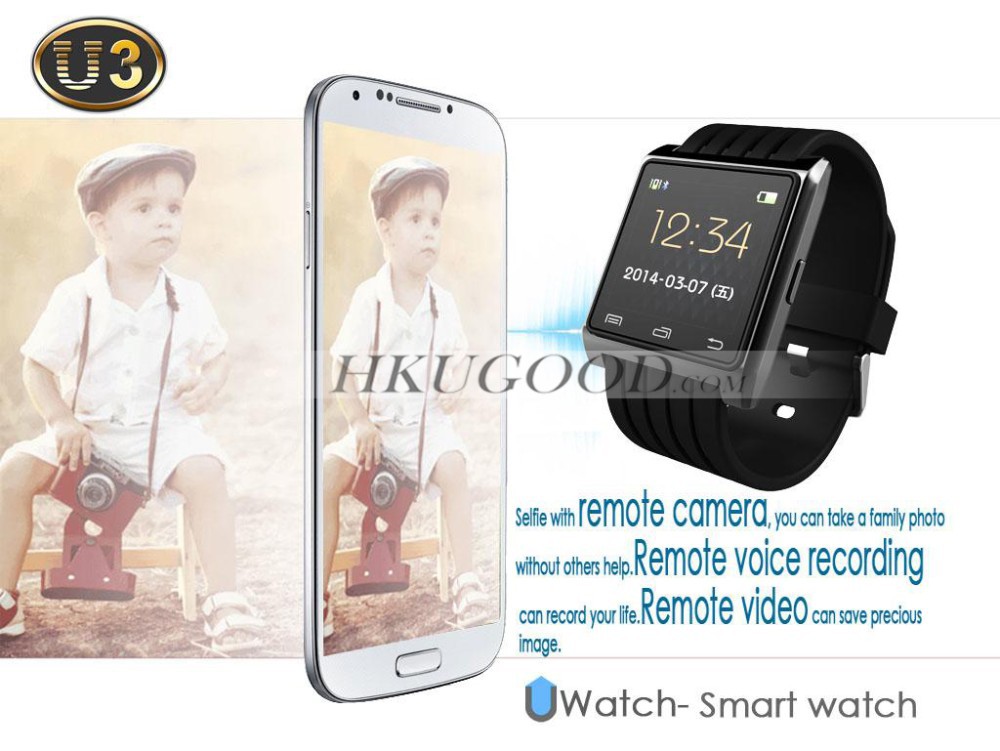 U3
12:34
2014-03-07 (五)
HKUGOOD.COM
Selfie with remote camera, you can take a family photo
without others help.Remote voice recording
can record your life.Remote video can save precious
image.
UWatch- Smart watch